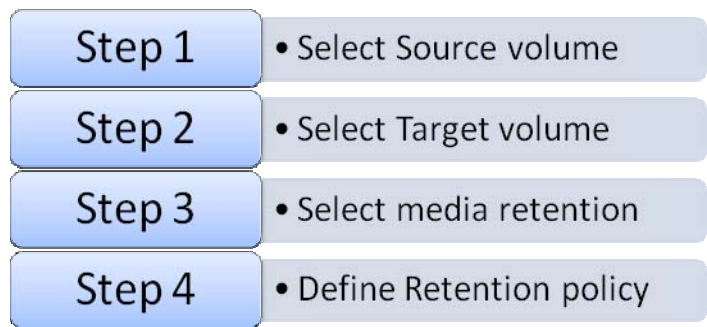 Step 1 • Select Source volume
Step 2 • Select Target volume
Step 3 • Select media retention
Step 4 • Define Retention policy